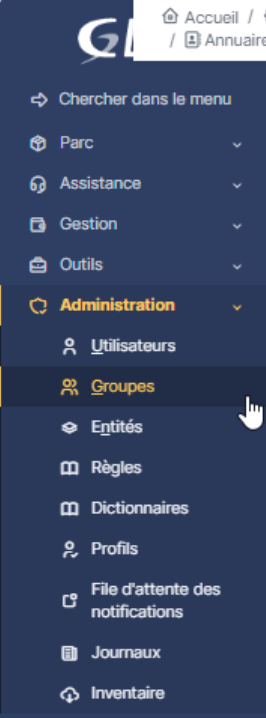 Accueil /
/ Annuaire
Chercher dans le menu
Parc
Assistance
Gestion
Outils
Administration
Utilisateurs
Groupes
Entités
Règles
Dictionnaires
Profils
File d'attente des
notifications
Journaux
Inventaire